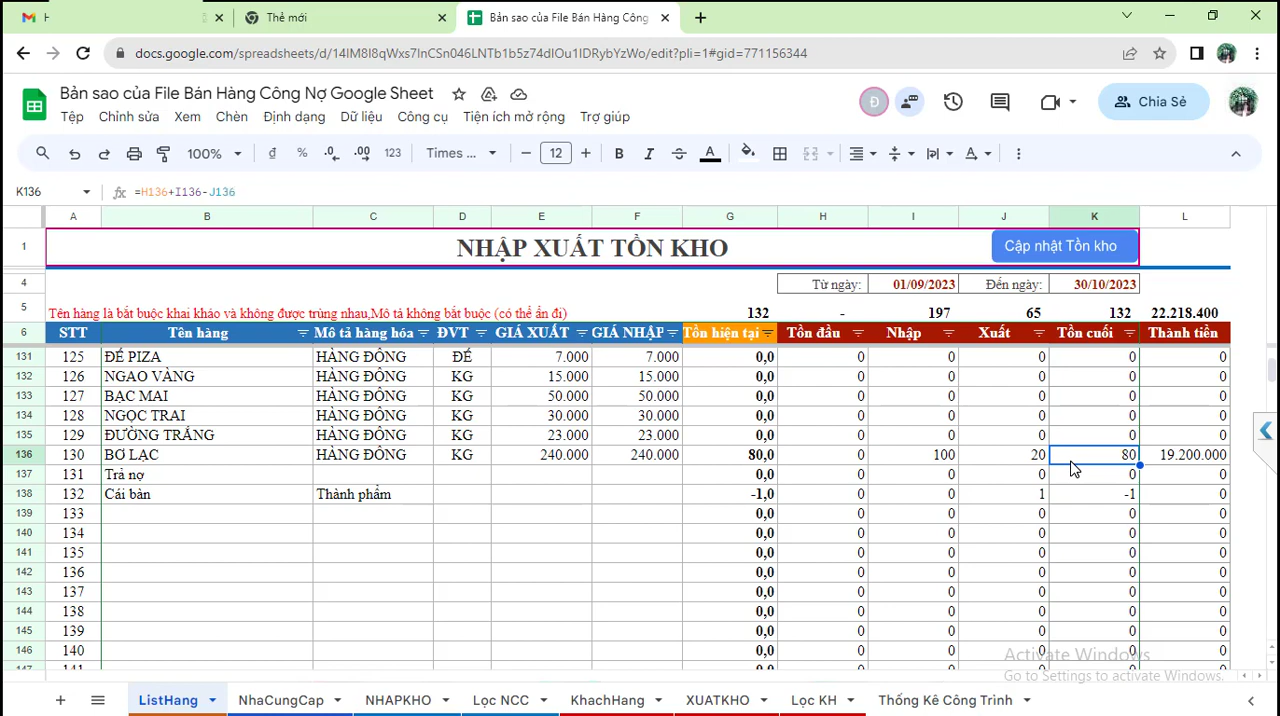 H
Thẻ mới
Bản sao của File Bán Hàng Công
docs.google.com/spreadsheets/d/14IM8I8qWxs7InCSn046LNTb1b5z74dIOu1IDRybYzWo/edit?pli=1#gid=771156344
Bản sao của File Bán Hàng Công Nợ Google Sheet
Đ
Chia Sẻ
Tệp Chỉnh sửa Xem Chèn Định dạng Dữ liệu Công cụ Tiện ích mở rộng Trợ giúp
100% đ % .0 .00 123 Times ... 12 B I A
K136 fx =H136+I136-J136
A B C D E F G H I J K L
1 NHẬP XUẤT TỒN KHO Cập nhật Tồn kho
4 Từ ngày: 01/09/2023 Đến ngày: 30/10/2023
5 Tên hàng là bắt buộc khai kháo và không được trùng nhau,Mô tả không bắt buộc (có thể ẩn đi) 132 - 197 65 132 22.218.400
6 STT Tên hàng Mô tả hàng hóa ĐVT GIÁ XUẤT GIÁ NHẬP Tồn hiện tại Tồn đầu Nhập Xuất Tồn cuối Thành tiền
131 125 ĐẾ PIZA HÀNG ĐÔNG ĐẾ 7.000 7.000 0,0 0 0 0 0 0
132 126 NGAO VÀNG HÀNG ĐÔNG KG 15.000 15.000 0,0 0 0 0 0 0
133 127 BẠC MAI HÀNG ĐÔNG KG 50.000 50.000 0,0 0 0 0 0 0
134 128 NGỌC TRAI HÀNG ĐÔNG KG 30.000 30.000 0,0 0 0 0 0 0
135 129 ĐƯỜNG TRẮNG HÀNG ĐÔNG KG 23.000 23.000 0,0 0 0 0 0 0
136 130 BƠ LẠC HÀNG ĐÔNG KG 240.000 240.000 80,0 0 100 20 80 19.200.000
137 131 Trả nợ 0,0 0 0 0 0 0
138 132 Cái bàn Thành phẩm -1,0 0 0 1 -1 0
139 133 0,0 0 0 0 0 0
140 134 0,0 0 0 0 0 0
141 135 0,0 0 0 0 0 0
142 136 0,0 0 0 0 0 0
143 137 0,0 0 0 0 0 0
144 138 0,0 0 0 0 0 0
145 139 0,0 0 0 0 0 0
146 140 0,0 0 0 0 0 0
147 141
Activate Windows
Go to Settings to activate Windows.
ListHang NhaCungCap NHAPKHO Lọc NCC KhachHang XUATKHO Lọc KH Thống Kê Công Trình